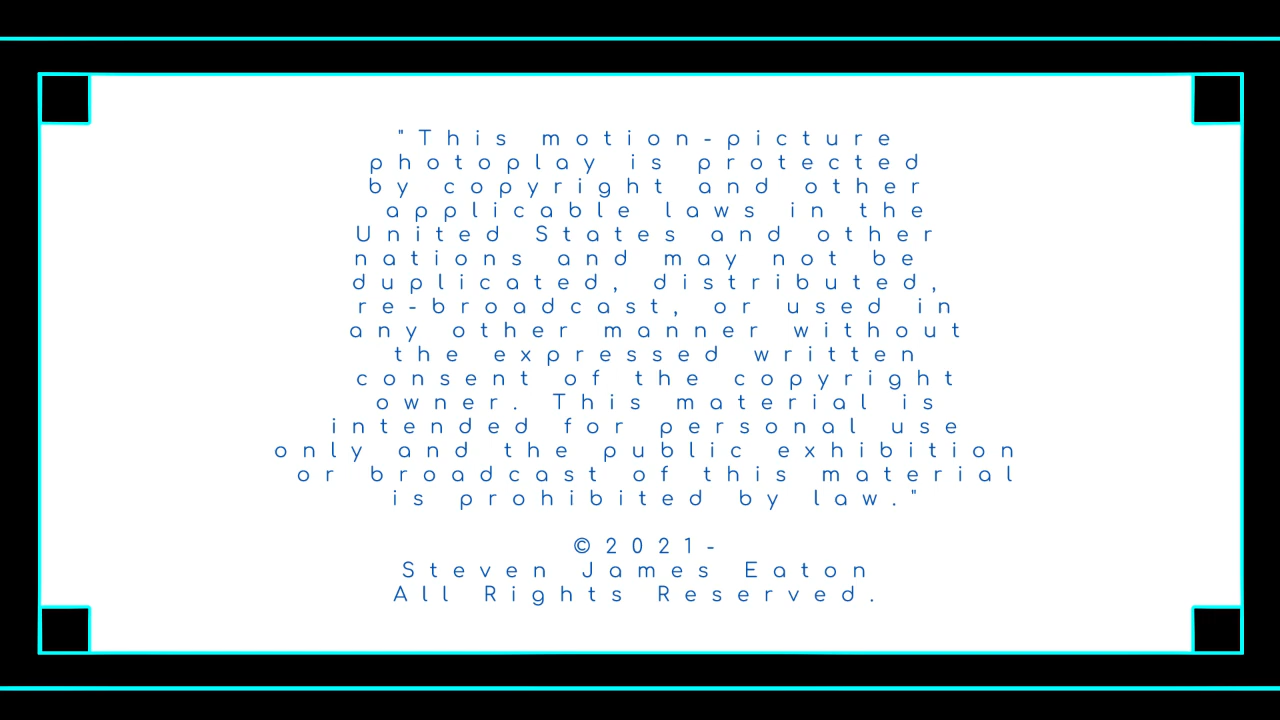 "This motion-picture
photoplay is protected
by copyright and other
applicable laws in the
United States and other
nations and may not be
duplicated, distributed,
re-broadcast, or used in
any other manner without
the expressed written
consent of the copyright
owner. This material is
intended for personal use
only and the public exhibition
or broadcast of this material
is prohibited by law."
©2021-
Steven James Eaton
All Rights Reserved.